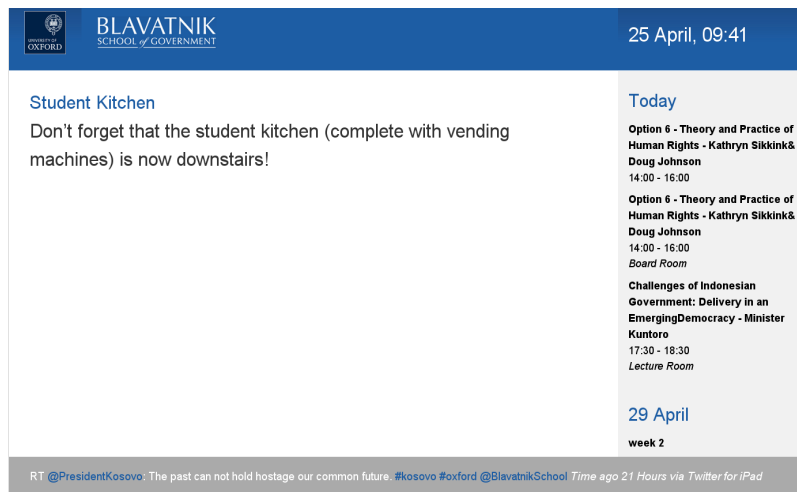 UNIVERSITY OF
OXFORD
BLAVATNIK
SCHOOL of GOVERNMENT
25 April, 09:41
Student Kitchen
Don't forget that the student kitchen (complete with vending
machines) is now downstairs!
Today
Option 6 - Theory and Practice of
Human Rights - Kathryn Sikkink&
Doug Johnson
14:00 - 16:00
Option 6 - Theory and Practice of
Human Rights - Kathryn Sikkink&
Doug Johnson
14:00 - 16:00
Board Room
Challenges of Indonesian
Government: Delivery in an
EmergingDemocracy - Minister
Kuntoro
17:30 - 18:30
Lecture Room
29 April
week 2
RT @PresidentKosovo: The past can not hold hostage our common future. #kosovo #oxford @BlavatnikSchool Time ago 21 Hours via Twitter for iPad